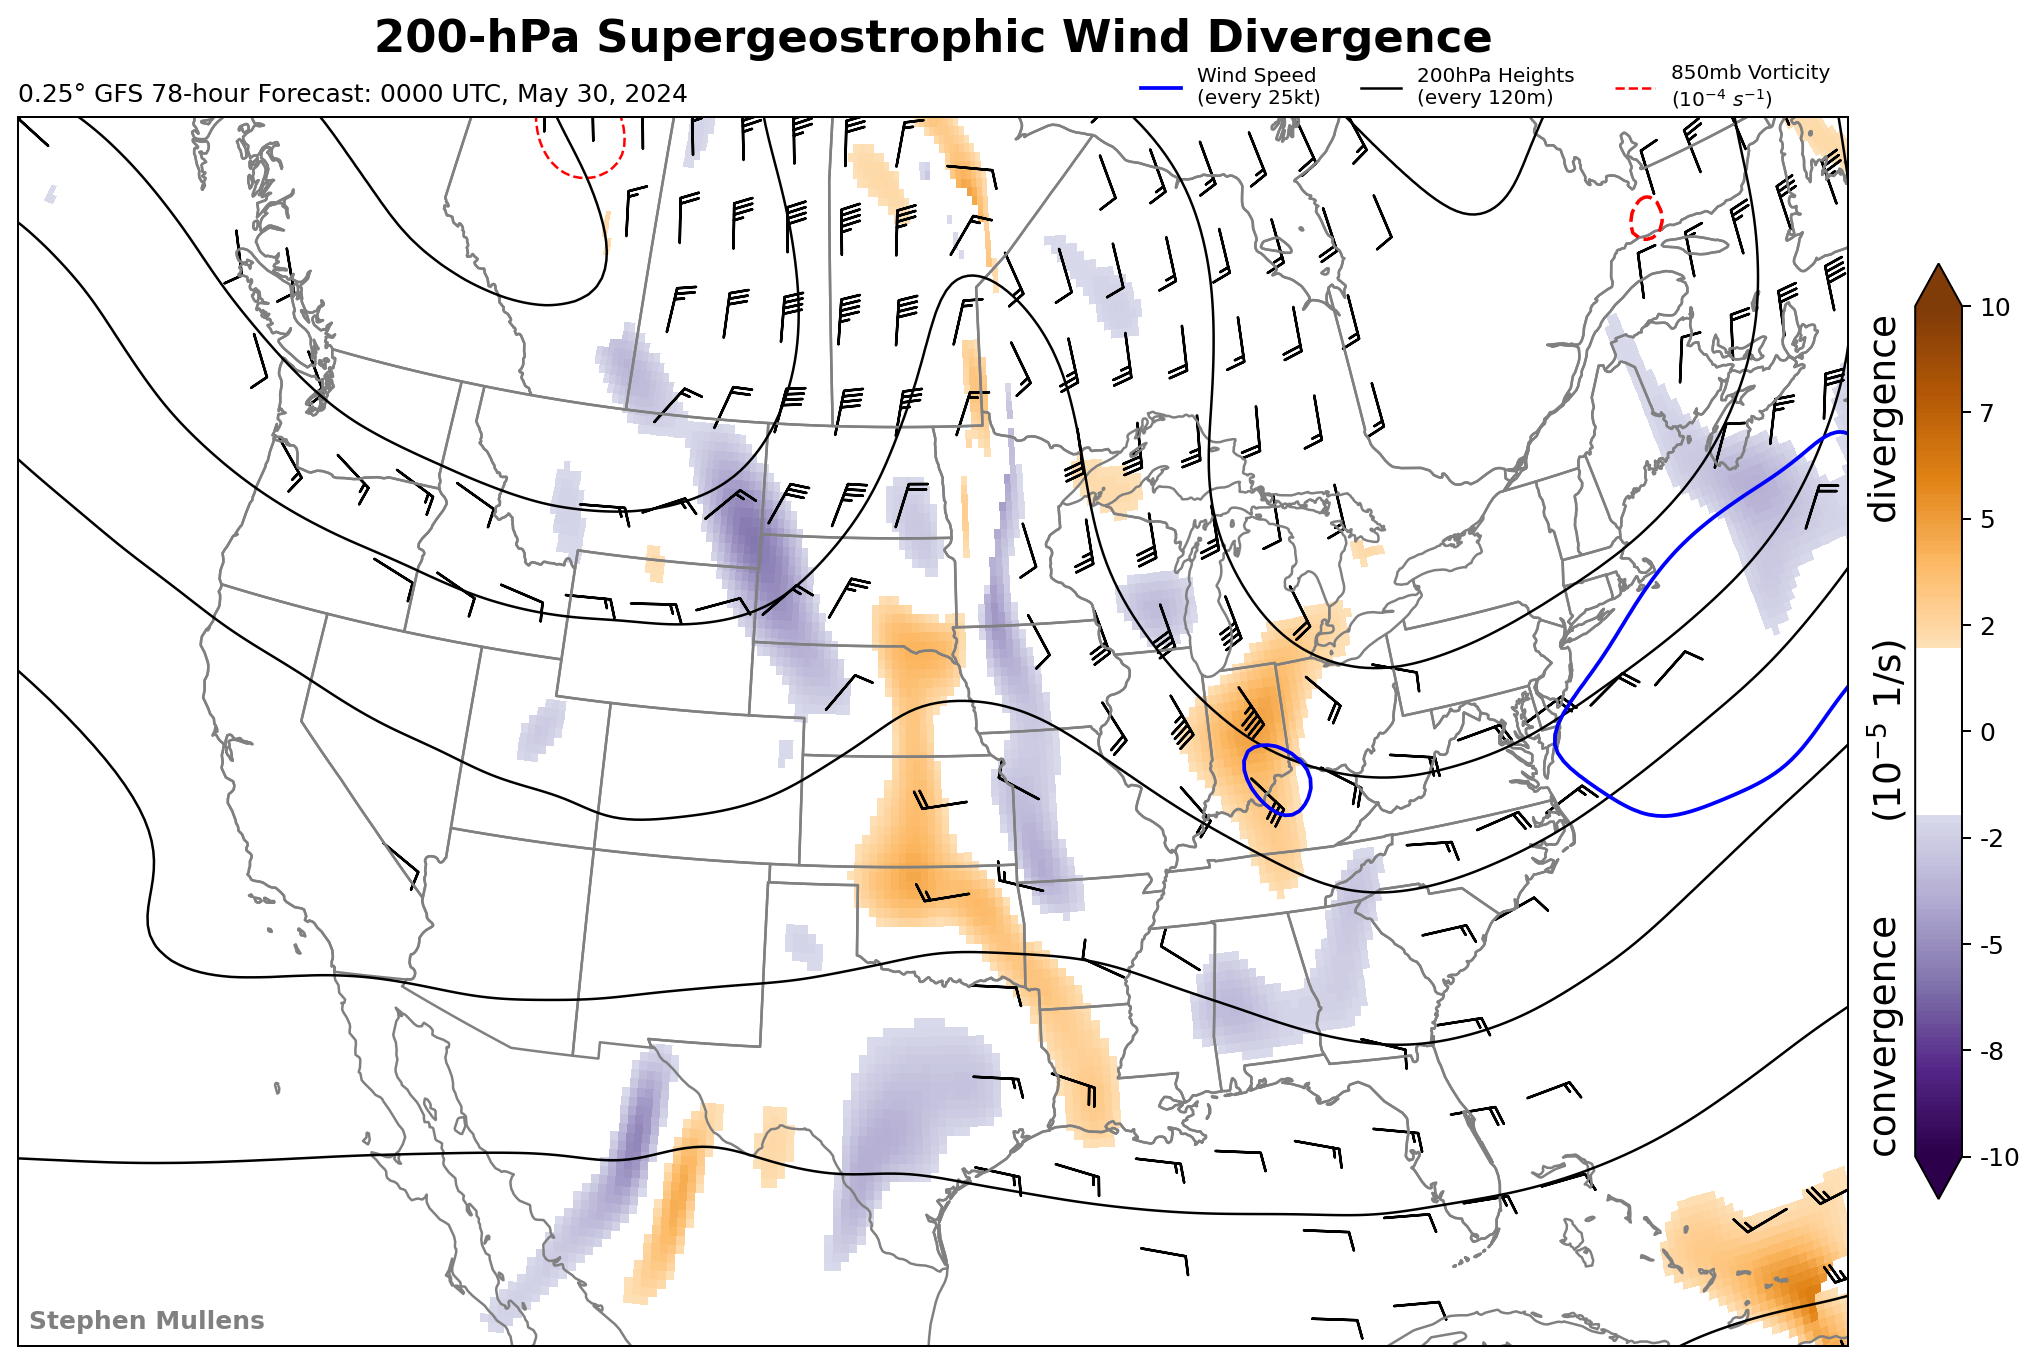 200-hPa Supergeostrophic Wind Divergence
0.25° GFS 78-hour Forecast: 0000 UTC, May 30, 2024
Wind Speed
(every 25kt)
200hPa Heights
(every 120m)
850mb Vorticity
(10⁻⁴ s⁻¹)
10
7
5
2
0
-2
-5
-8
-10
convergence (10⁻⁵ 1/s) divergence
Stephen Mullens